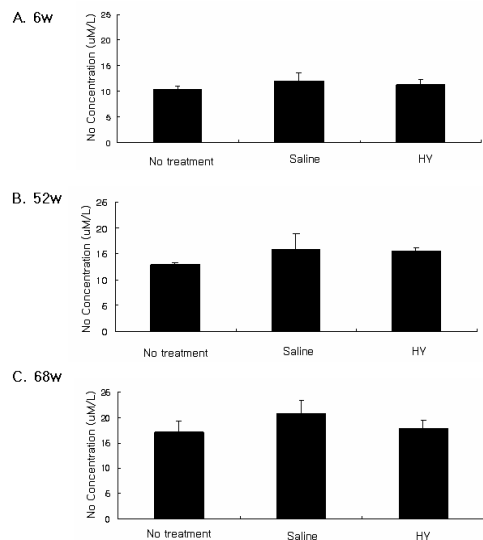 A. 6w
No Concentration (uM/L)
25
20
15
10
5
0
No treatment Saline HY
B. 52w
No Concentration (uM/L)
25
20
15
10
5
0
No treatment Saline HY
C. 68w
No Concentration (uM/L)
25
20
15
10
5
0
No treatment Saline HY